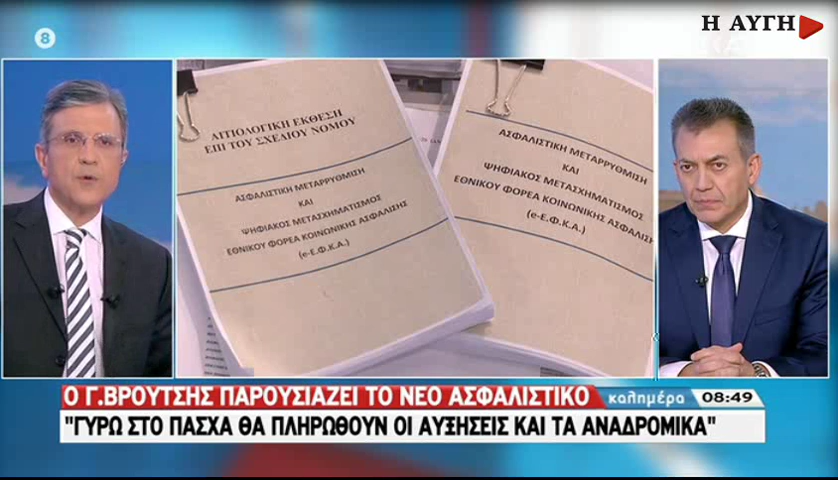 8
Η ΑΥΓΗ
ΑΙΤΙΟΛΟΓΙΚΗ ΕΚΘΕΣΗ
ΕΠΙ ΤΟΥ ΣΧΕΔΙΟΥ ΝΟΜΟΥ
ΑΣΦΑΛΙΣΤΙΚΗ ΜΕΤΑΡΡΥΘΜΙΣΗ
ΚΑΙ
ΨΗΦΙΑΚΟΣ ΜΕΤΑΣΧΗΜΑΤΙΣΜΟΣ
ΕΘΝΙΚΟΥ ΦΟΡΕΑ ΚΟΙΝΩΝΙΚΗΣ ΑΣΦΑΛΙΣΗΣ
(e-Ε.Φ.Κ.Α.)
ΑΣΦΑΛΙΣΤΙΚΗ ΜΕΤΑΡΡΥΘΜΙΣΗ
ΚΑΙ
ΨΗΦΙΑΚΟΣ ΜΕΤΑΣΧΗΜΑΤΙΣΜΟΣ
ΕΘΝΙΚΟΥ ΦΟΡΕΑ ΚΟΙΝΩΝΙΚΗΣ ΑΣΦΑΛΙΣΗ
(e-Ε.Φ.Κ.Α.)
Ο Γ.ΒΡΟΥΤΣΗΣ ΠΑΡΟΥΣΙΑΖΕΙ ΤΟ ΝΕΟ ΑΣΦΑΛΙΣΤΙΚΟ
καλημέρα 08:49
"ΓΥΡΩ ΣΤΟ ΠΑΣΧΑ ΘΑ ΠΛΗΡΩΘΟΥΝ ΟΙ ΑΥΞΗΣΕΙΣ ΚΑΙ ΤΑ ΑΝΑΔΡΟΜΙΚΑ"